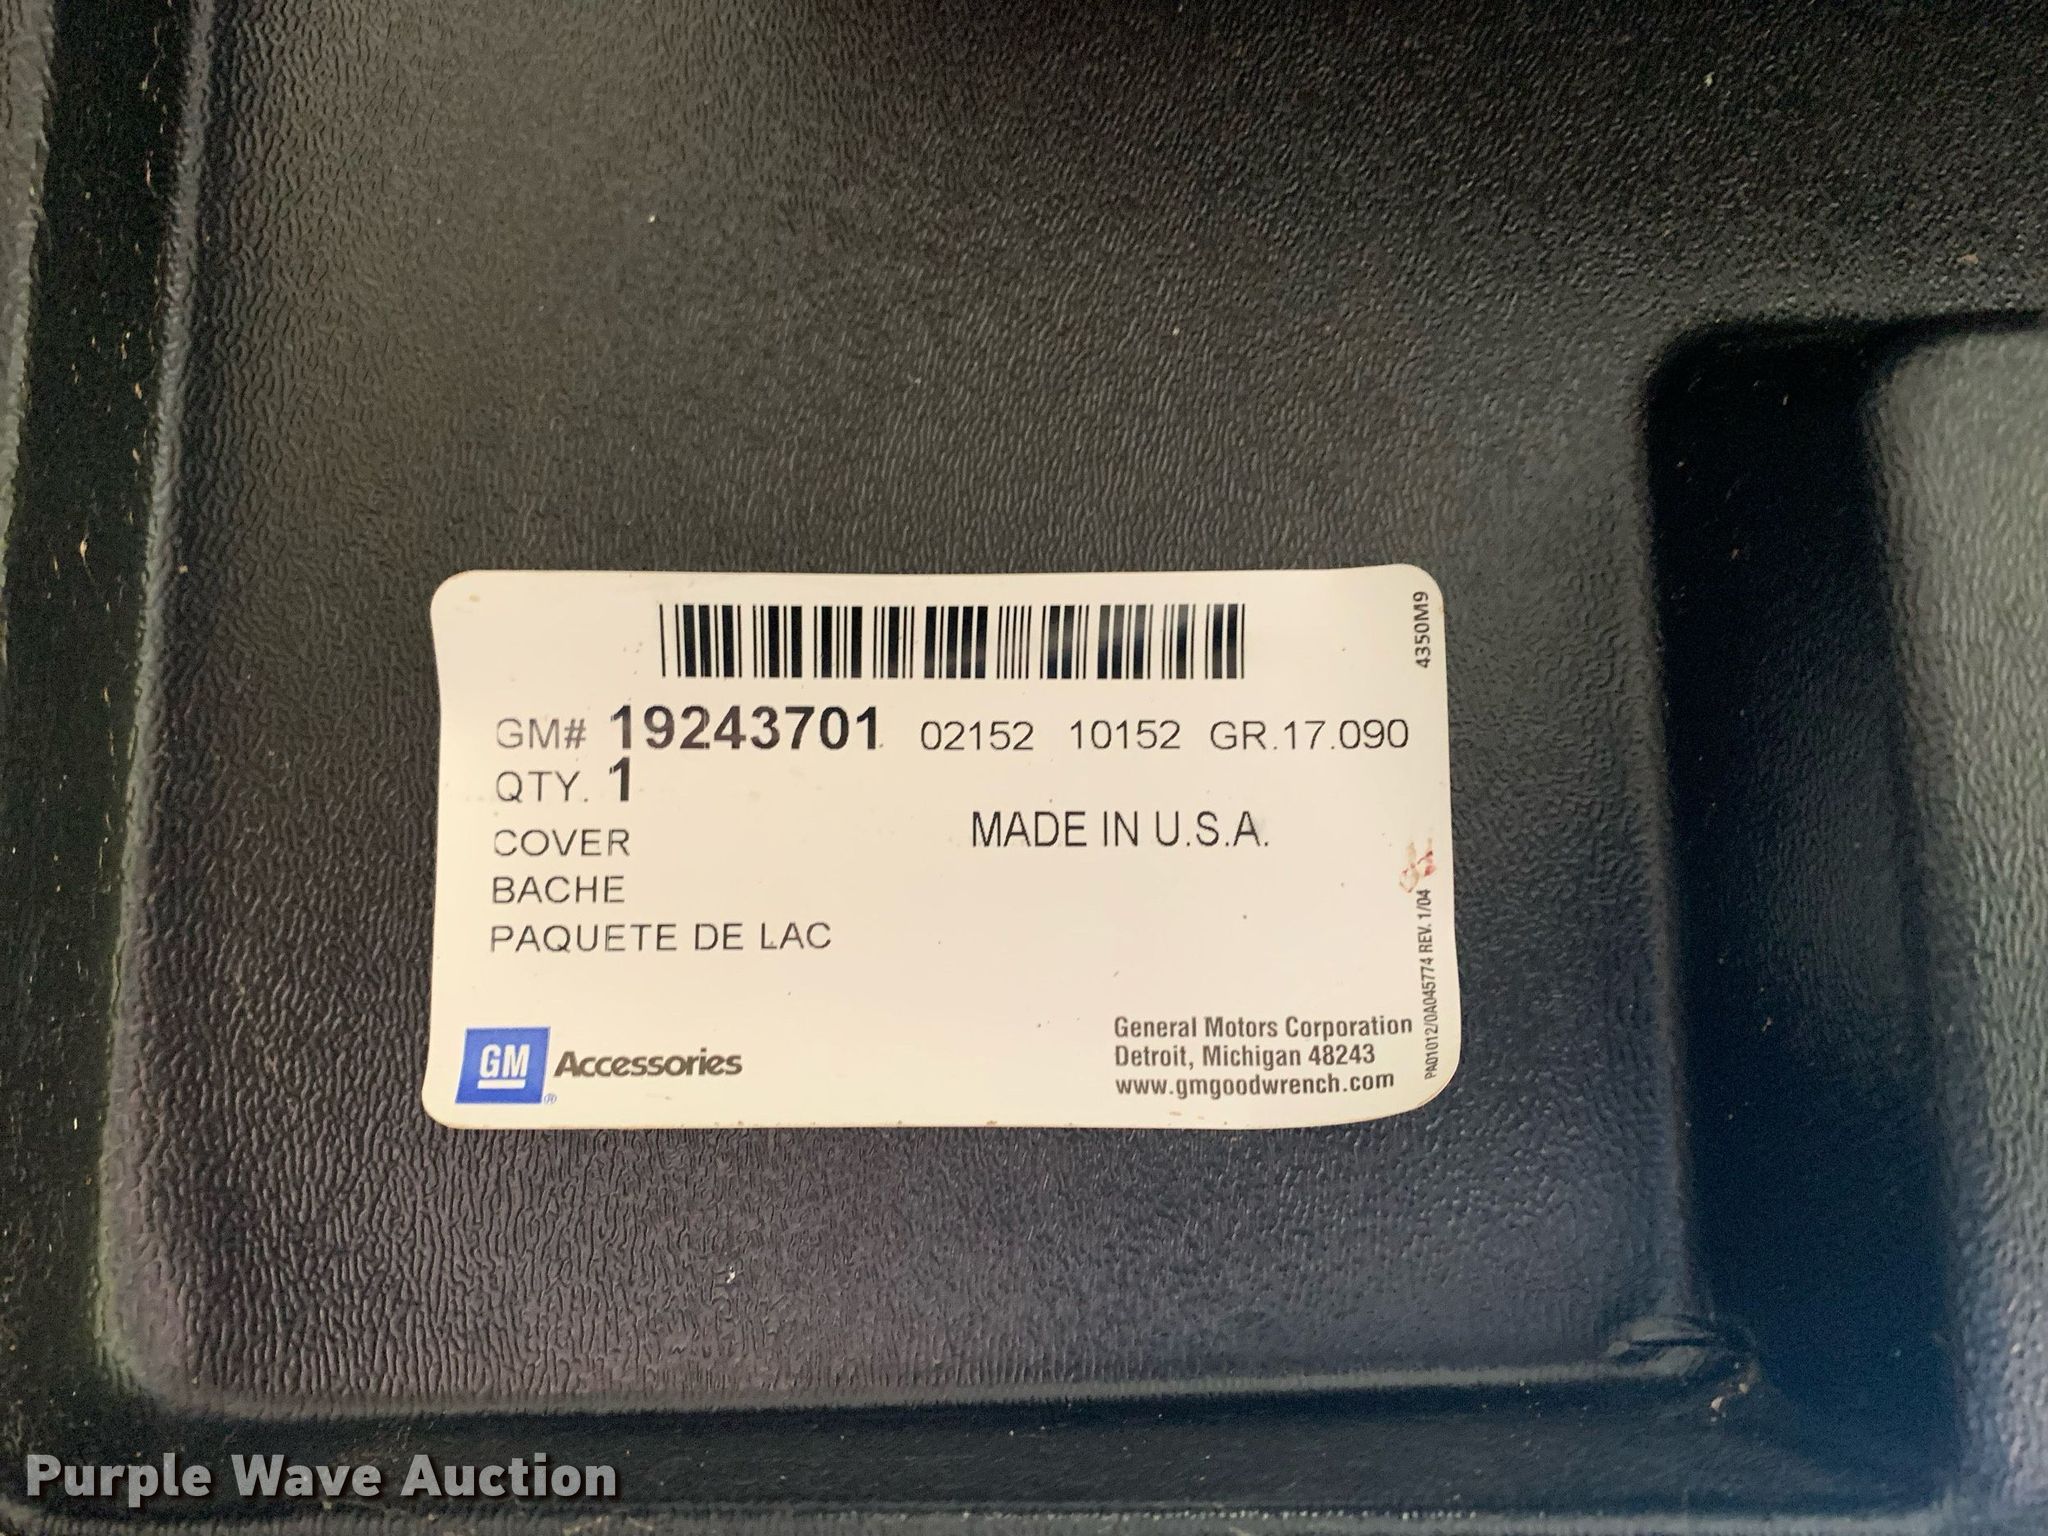 4350M9
GM# 19243701 02152 10152 GR.17.090
QTY. 1
COVER
MADE IN U.S.A.
BACHE
PAQUETE DE LAC
PA01012/0A045774 REV. 1/04
GM ® Accessories
General Motors Corporation
Detroit, Michigan 48243
www.gmgoodwrench.com
Purple Wave Auction